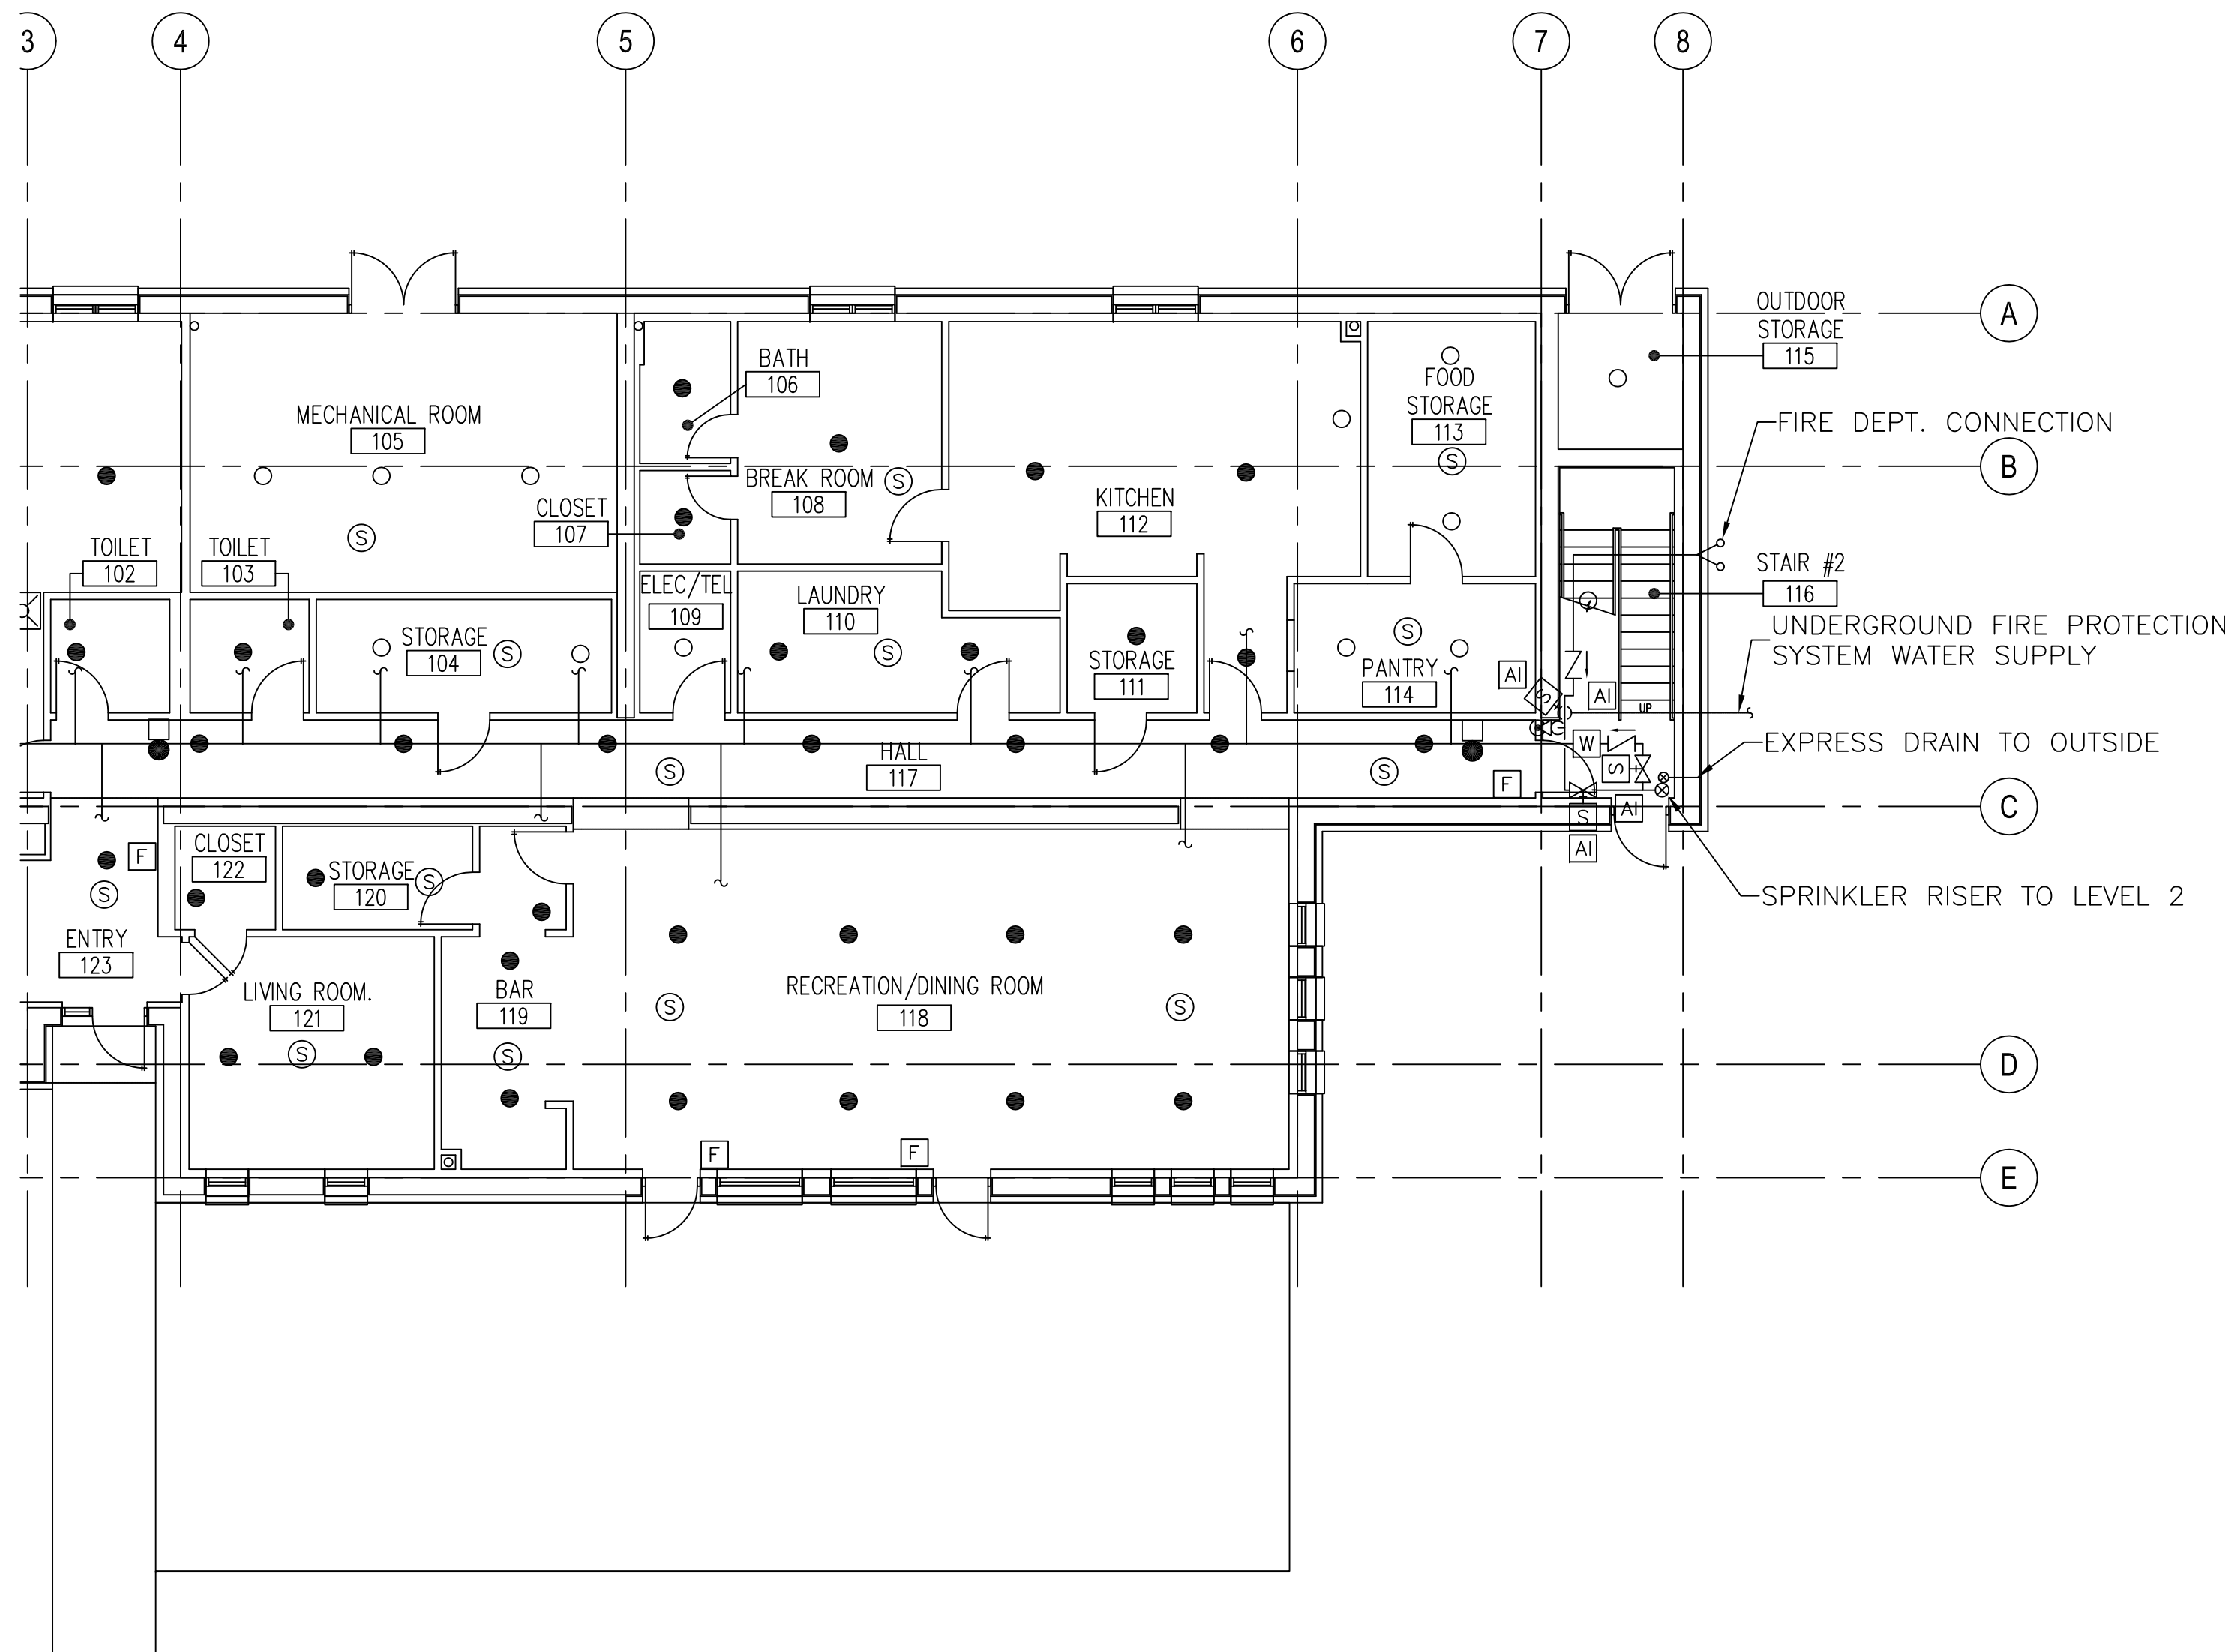 3
4
5
6
7
8
A
B
C
D
E
OUTDOOR
STORAGE
115
FIRE DEPT. CONNECTION
STAIR #2
116
UNDERGROUND FIRE PROTECTION
SYSTEM WATER SUPPLY
EXPRESS DRAIN TO OUTSIDE
SPRINKLER RISER TO LEVEL 2
MECHANICAL ROOM
105
S
BATH
106
BREAK ROOM
108
S
CLOSET
107
KITCHEN
112
FOOD
STORAGE
113
S
TOILET
102
TOILET
103
STORAGE
104
S
ELEC/TEL
109
LAUNDRY
110
S
STORAGE
111
S
PANTRY
114
AI
S
AI
UP
W
S
HALL
117
S
S
F
S
AI
AI
F
S
ENTRY
123
CLOSET
122
STORAGE
120
S
LIVING ROOM.
121
S
BAR
119
S
RECREATION/DINING ROOM
118
S
S
F
F